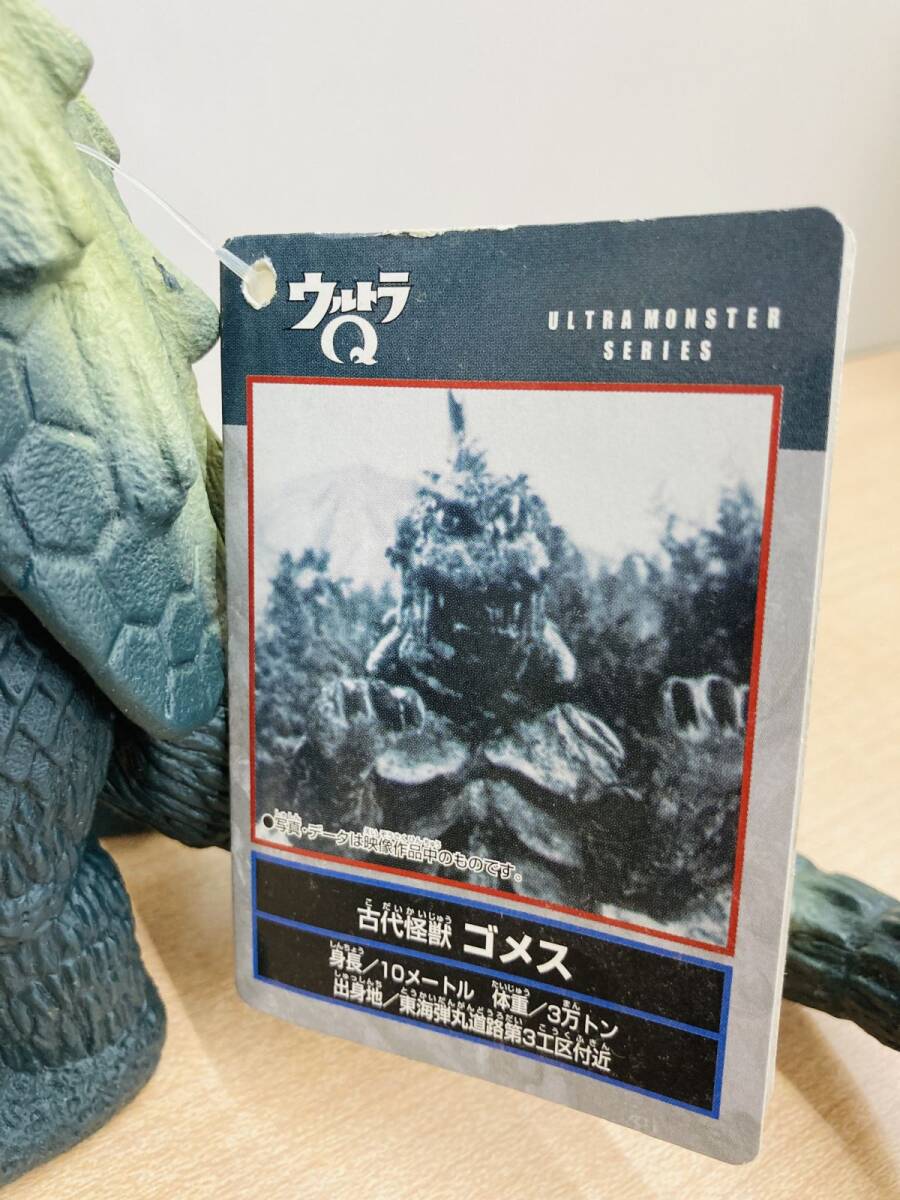 ウルトラ
Q
ULTRA MONSTER
SERIES
●写真・データは映像作品中のものです。
古代怪獣 ゴメス
身長/10メートル 体重/3万トン
出身地/東海弾丸道路第3工区付近